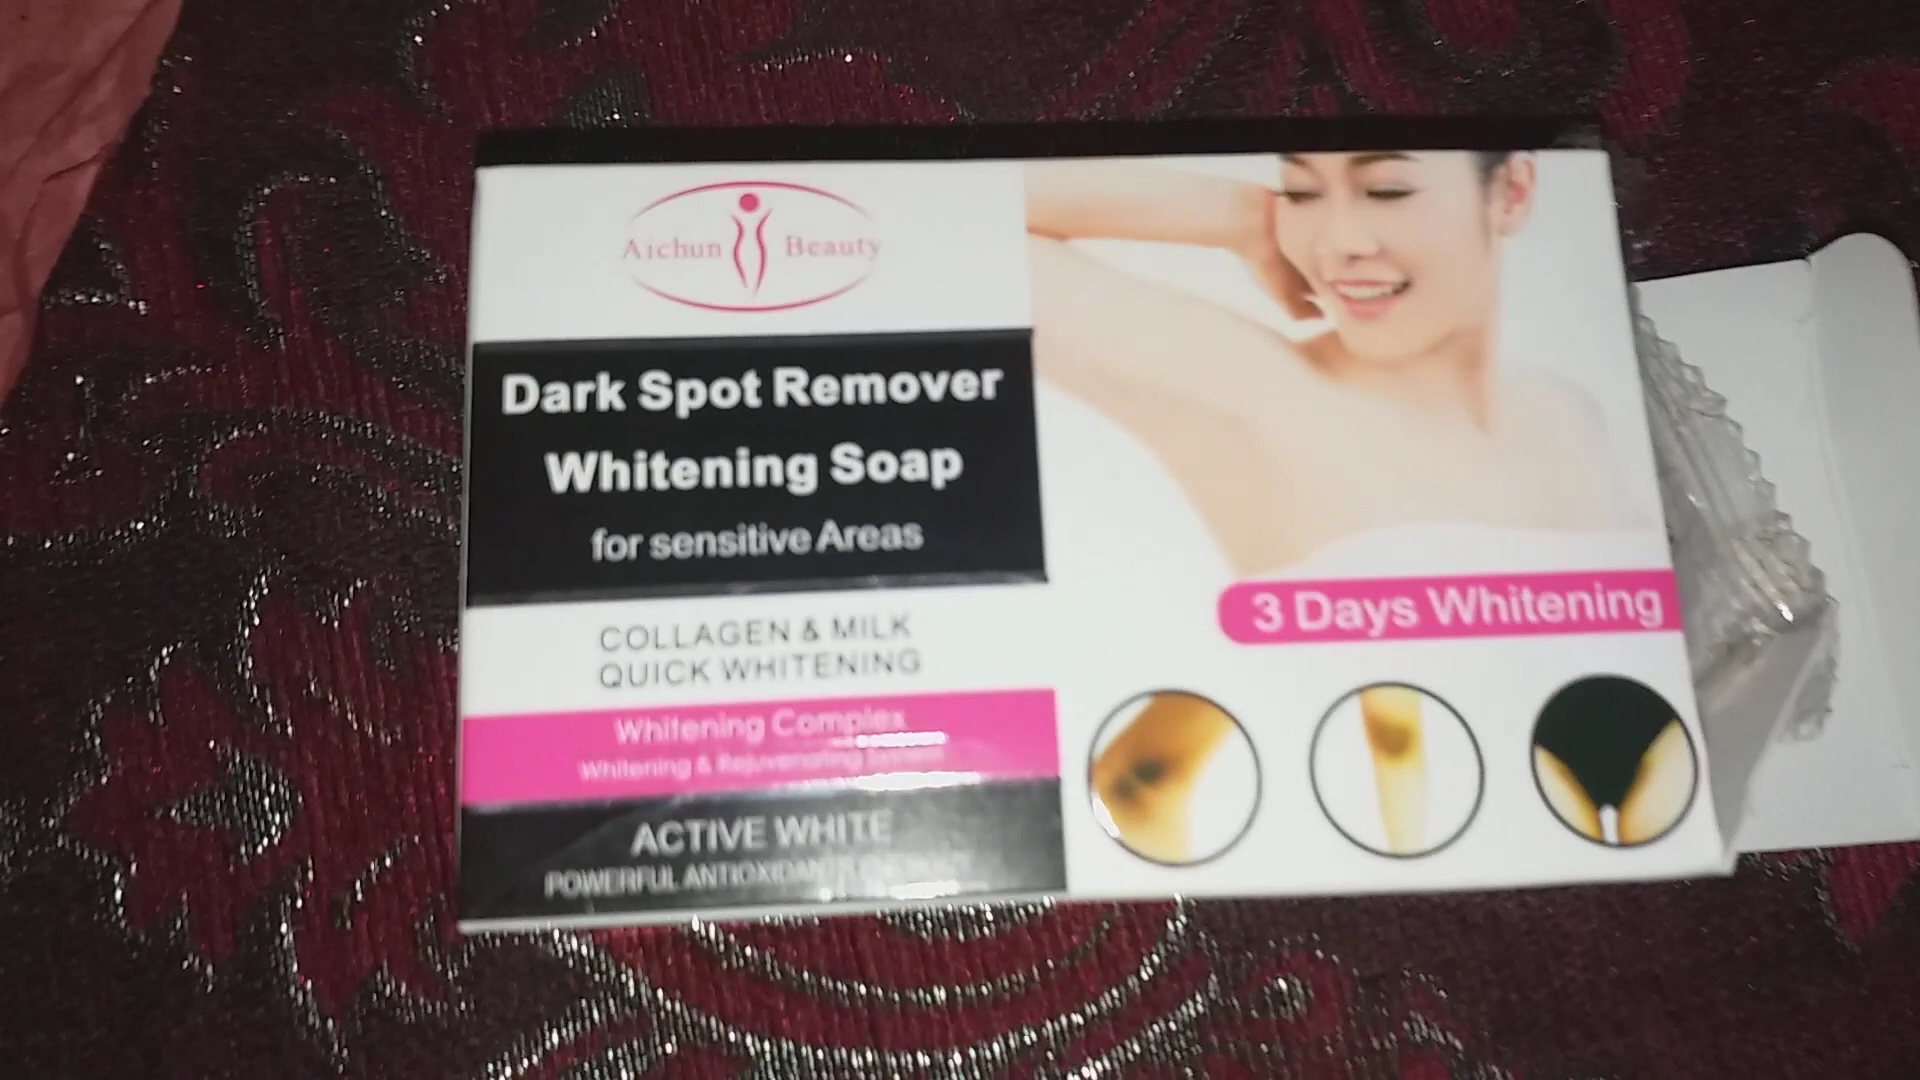 Aichun Beauty
Dark Spot Remover
Whitening Soap
for sensitive Areas
COLLAGEN & MILK
QUICK WHITENING
Whitening Complex
Whitening & Rejuvenating
ACTIVE WHITE
POWERFUL
3 Days Whitening